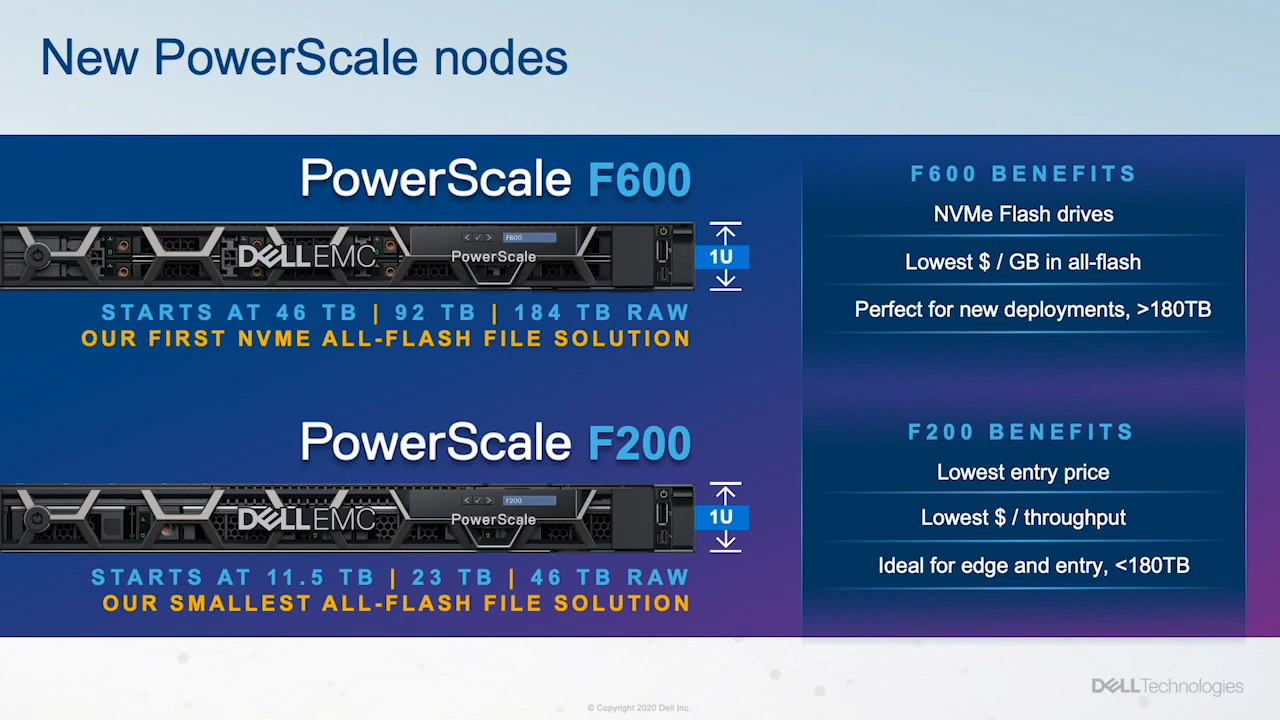 New PowerScale nodes
PowerScale F600
DELLEMC
F600
PowerScale
1U
STARTS AT 46 TB | 92 TB | 184 TB RAW
OUR FIRST NVME ALL-FLASH FILE SOLUTION
F600 BENEFITS
NVMe Flash drives
Lowest $ / GB in all-flash
Perfect for new deployments, >180TB
PowerScale F200
DELLEMC
F200
PowerScale
1U
STARTS AT 11.5 TB | 23 TB | 46 TB RAW
OUR SMALLEST ALL-FLASH FILE SOLUTION
F200 BENEFITS
Lowest entry price
Lowest $ / throughput
Ideal for edge and entry, <180TB
DELLTechnologies
© Copyright 2020 Dell Inc.